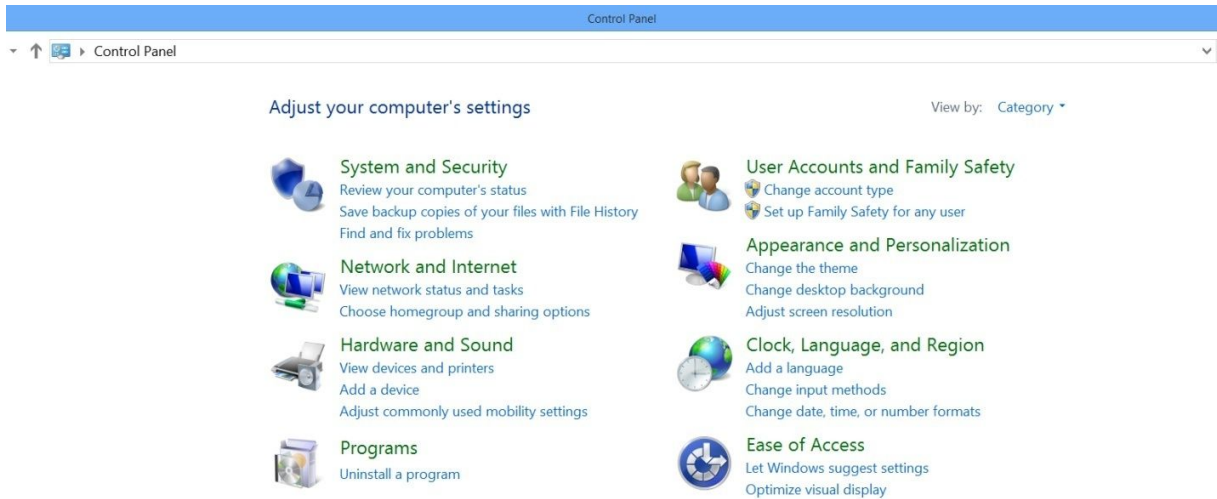 Control Panel
Control Panel
Adjust your computer's settings
View by: Category
System and Security
Review your computer's status
Save backup copies of your files with File History
Find and fix problems
Network and Internet
View network status and tasks
Choose homegroup and sharing options
Hardware and Sound
View devices and printers
Add a device
Adjust commonly used mobility settings
Programs
Uninstall a program
User Accounts and Family Safety
Change account type
Set up Family Safety for any user
Appearance and Personalization
Change the theme
Change desktop background
Adjust screen resolution
Clock, Language, and Region
Add a language
Change input methods
Change date, time, or number formats
Ease of Access
Let Windows suggest settings
Optimize visual display